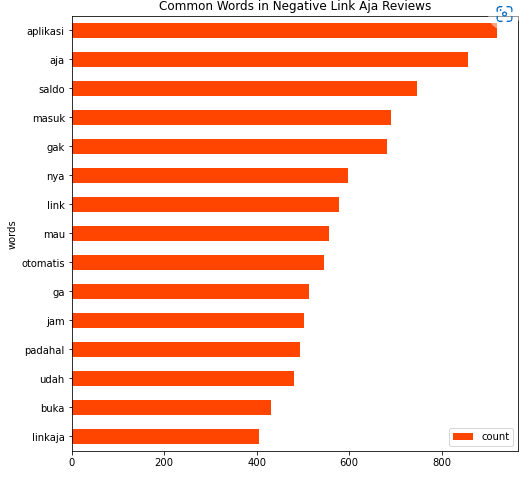 Common Words in Negative Link Aja Reviews
words
aplikasi
aja
saldo
masuk
gak
nya
link
mau
otomatis
ga
jam
padahal
udah
buka
linkaja
count
0 200 400 600 800